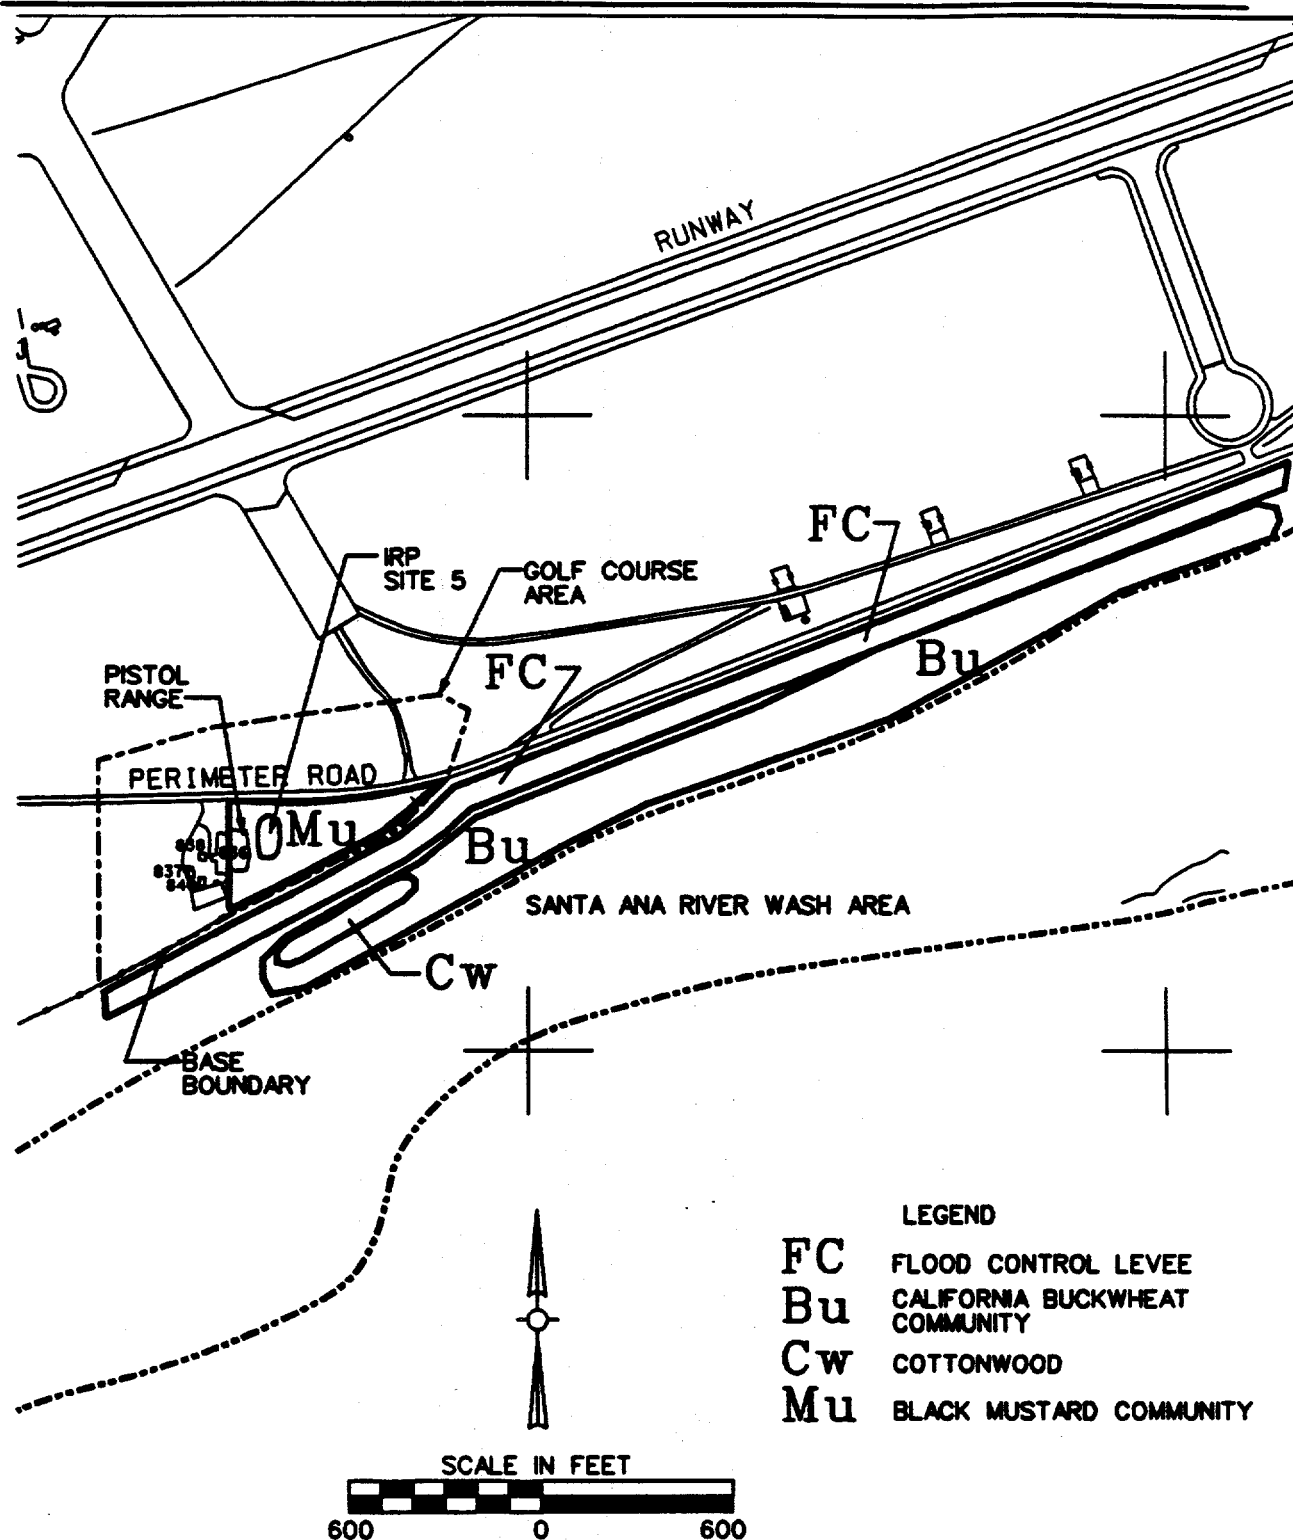 RUNWAY
FC
IRP
SITE 5
GOLF COURSE
AREA
FC
Bu
PISTOL
RANGE
PERIMETER ROAD
Mu
Bu
SANTA ANA RIVER WASH AREA
Cw
BASE
BOUNDARY
LEGEND
FC FLOOD CONTROL LEVEE
Bu CALIFORNIA BUCKWHEAT
COMMUNITY
Cw COTTONWOOD
Mu BLACK MUSTARD COMMUNITY
SCALE IN FEET
600 0 600